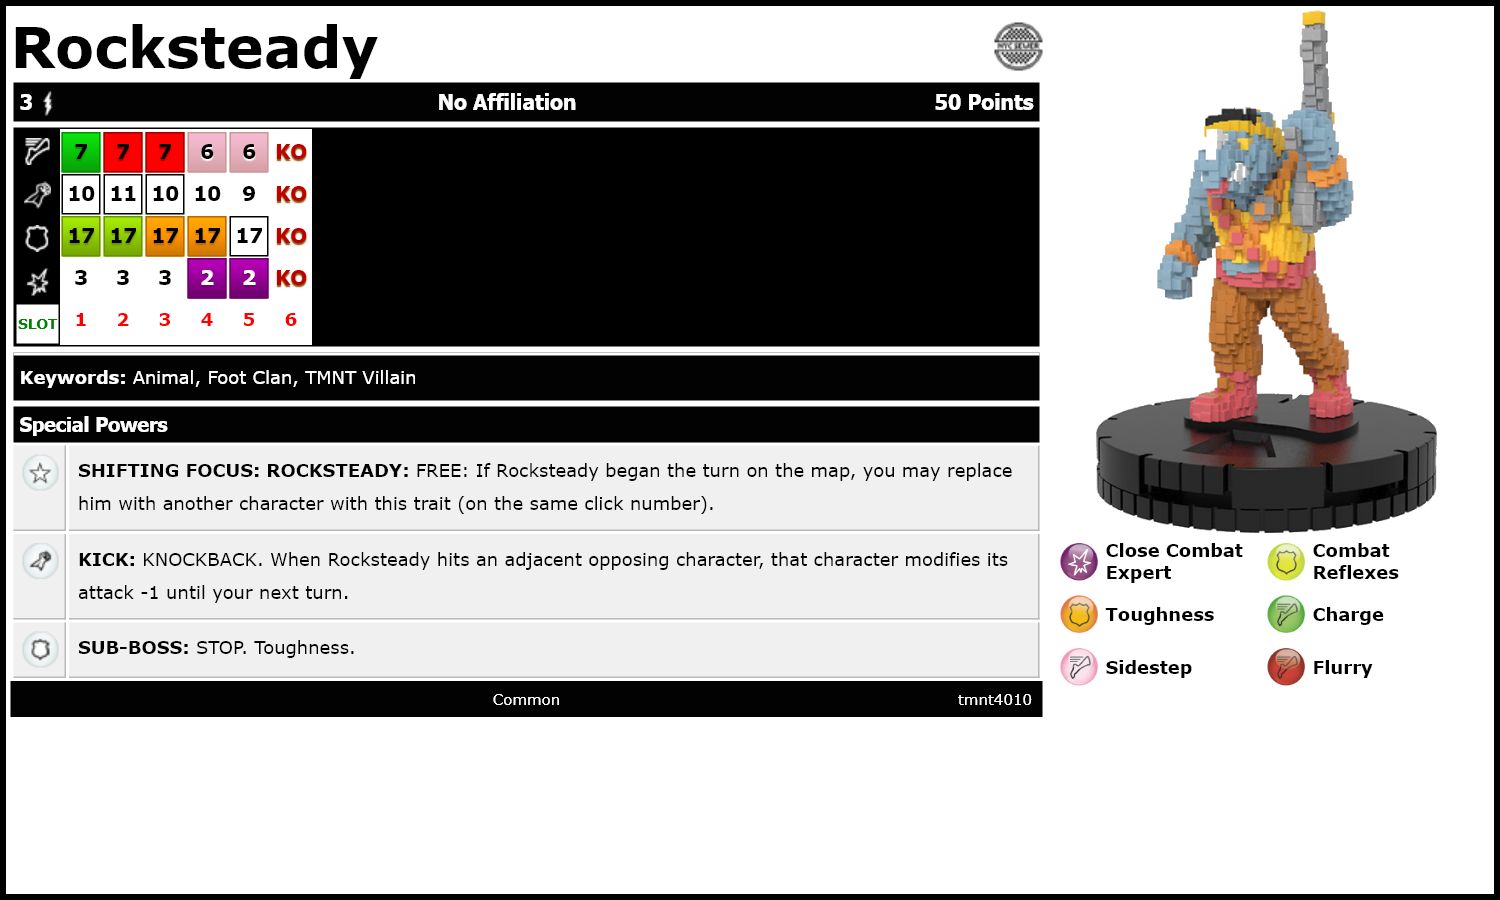 Rocksteady
NYC SEWER
3 No Affiliation 50 Points
7 7 7 6 6 KO
10 11 10 10 9 KO
17 17 17 17 17 KO
3 3 3 2 2 KO
SLOT 1 2 3 4 5 6
Keywords: Animal, Foot Clan, TMNT Villain
Special Powers
SHIFTING FOCUS: ROCKSTEADY: FREE: If Rocksteady began the turn on the map, you may replace
him with another character with this trait (on the same click number).
KICK: KNOCKBACK. When Rocksteady hits an adjacent opposing character, that character modifies its
attack -1 until your next turn.
SUB-BOSS: STOP. Toughness.
Common tmnt4010
Close Combat
Expert
Combat
Reflexes
Toughness
Charge
Sidestep
Flurry